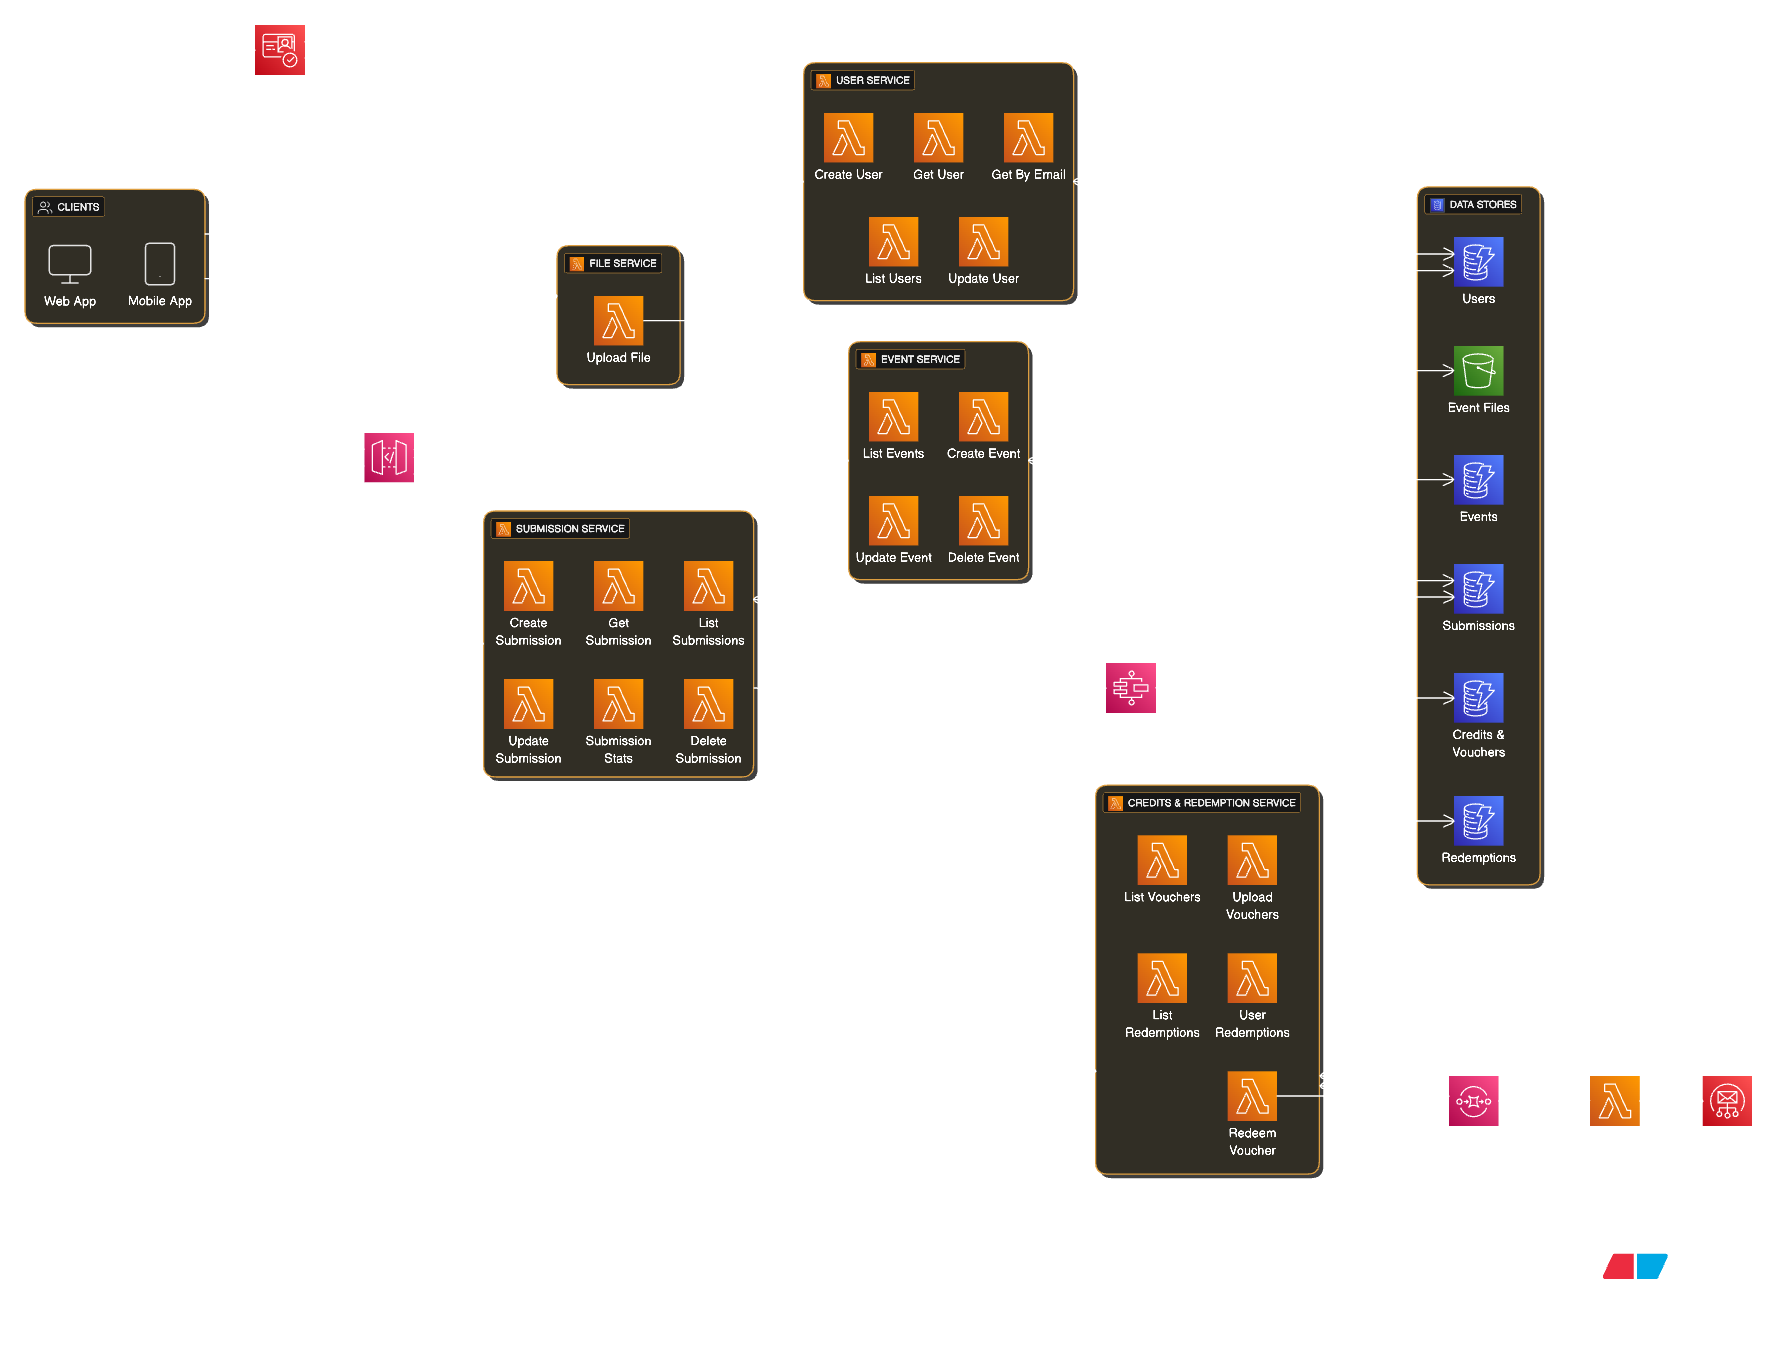 CLIENTS
Web App
Mobile App
FILE SERVICE
Upload File
SUBMISSION SERVICE
Create
Submission
Get
Submission
List
Submissions
Update
Submission
Submission
Stats
Delete
Submission
USER SERVICE
Create User
Get User
Get By Email
List Users
Update User
EVENT SERVICE
List Events
Create Event
Update Event
Delete Event
CREDITS & REDEMPTION SERVICE
List Vouchers
Upload
Vouchers
List
Redemptions
User
Redemptions
Redeem
Voucher
DATA STORES
Users
Event Files
Events
Submissions
Credits &
Vouchers
Redemptions